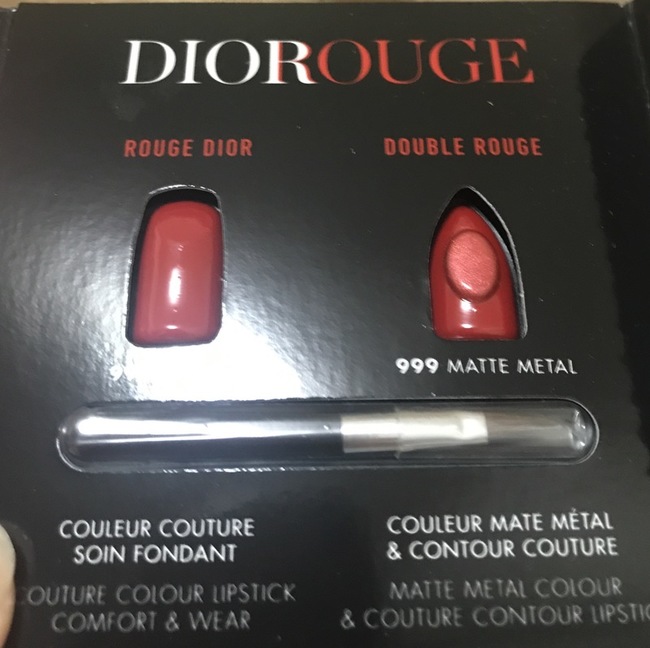 DIOROUGE
ROUGE DIOR
DOUBLE ROUGE
999 MATTE METAL
COULEUR COUTURE
SOIN FONDANT
COULEUR MATE MÉTAL
& CONTOUR COUTURE
COUTURE COLOUR LIPSTICK
COMFORT & WEAR
MATTE METAL COLOUR
& COUTURE CONTOUR